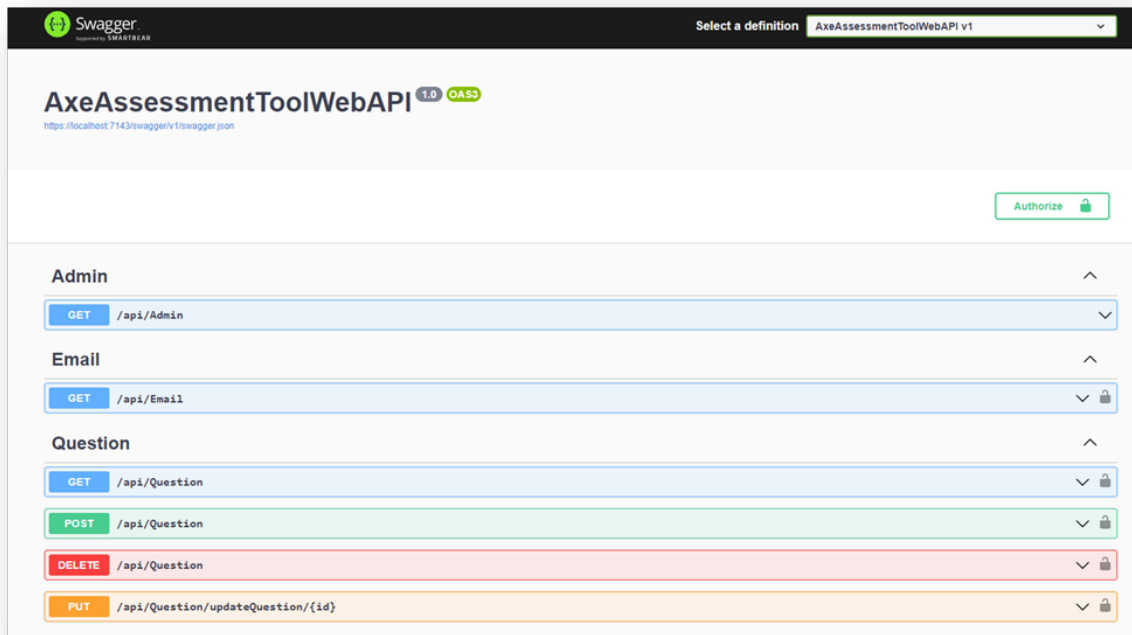 Swagger.
Supported by SMARTBEAR
Select a definition
AxeAssessmentToolWebAPI v1
AxeAssessmentToolWebAPI 1.0 OAS3
https://localhost:7143/swagger/v1/swagger.json
Authorize
Admin
GET /api/Admin
Email
GET /api/Email
Question
GET /api/Question
POST /api/Question
DELETE /api/Question
PUT /api/Question/updateQuestion/{id}